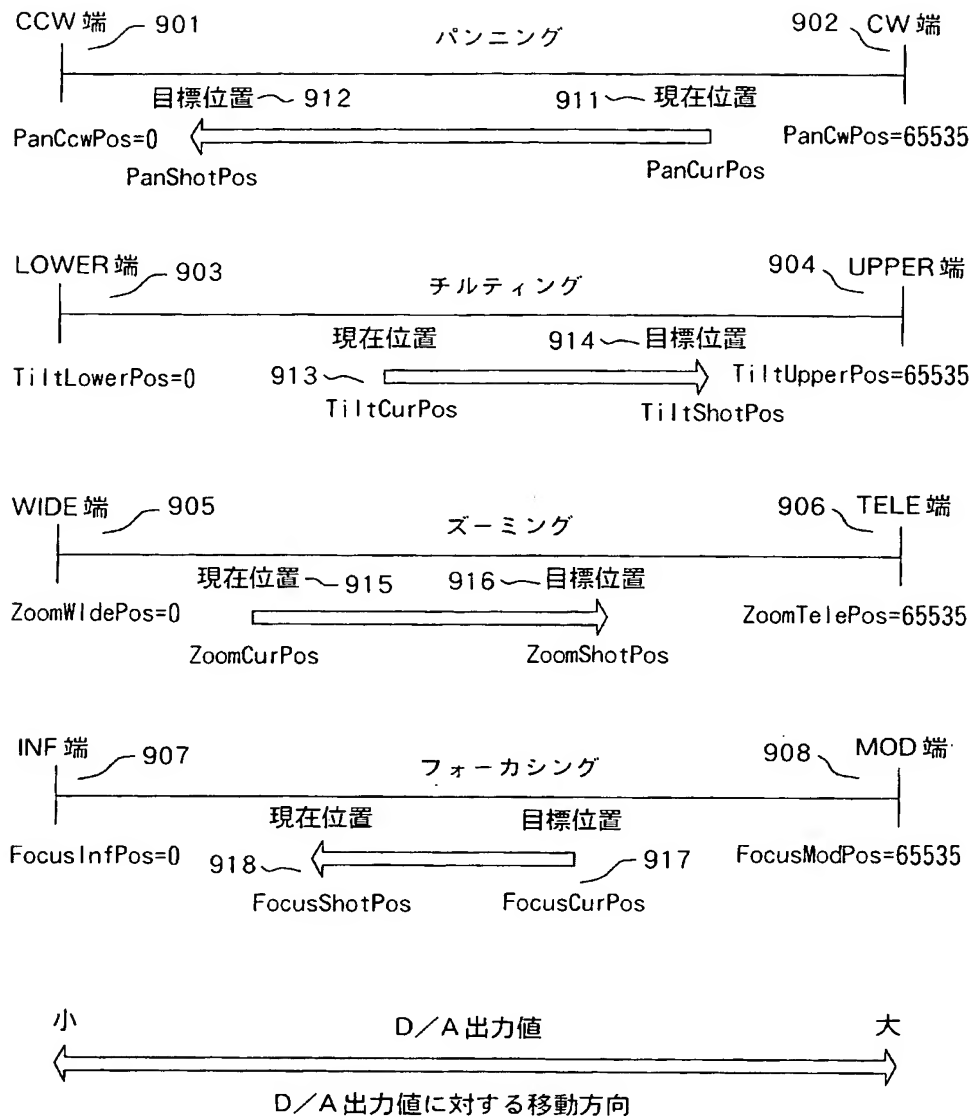 CCW端 901 パンニング 902 CW端
目標位置 912 911 現在位置
PanCcwPos=0 PanCwPos=65535
PanShotPos PanCurPos
LOWER端 903 チルティング 904 UPPER端
現在位置 914 目標位置
TiltLowerPos=0 913 TiltUpperPos=65535
TiltCurPos TiltShotPos
WIDE端 905 ズーミング 906 TELE端
現在位置 915 916 目標位置
ZoomWIdePos=0 ZoomTelePos=65535
ZoomCurPos ZoomShotPos
INF端 907 フォーカシング 908 MOD端
現在位置 目標位置
FocusInfPos=0 918 917 FocusModPos=65535
FocusShotPos FocusCurPos
小 D/A出力値 大
D/A出力値に対する移動方向